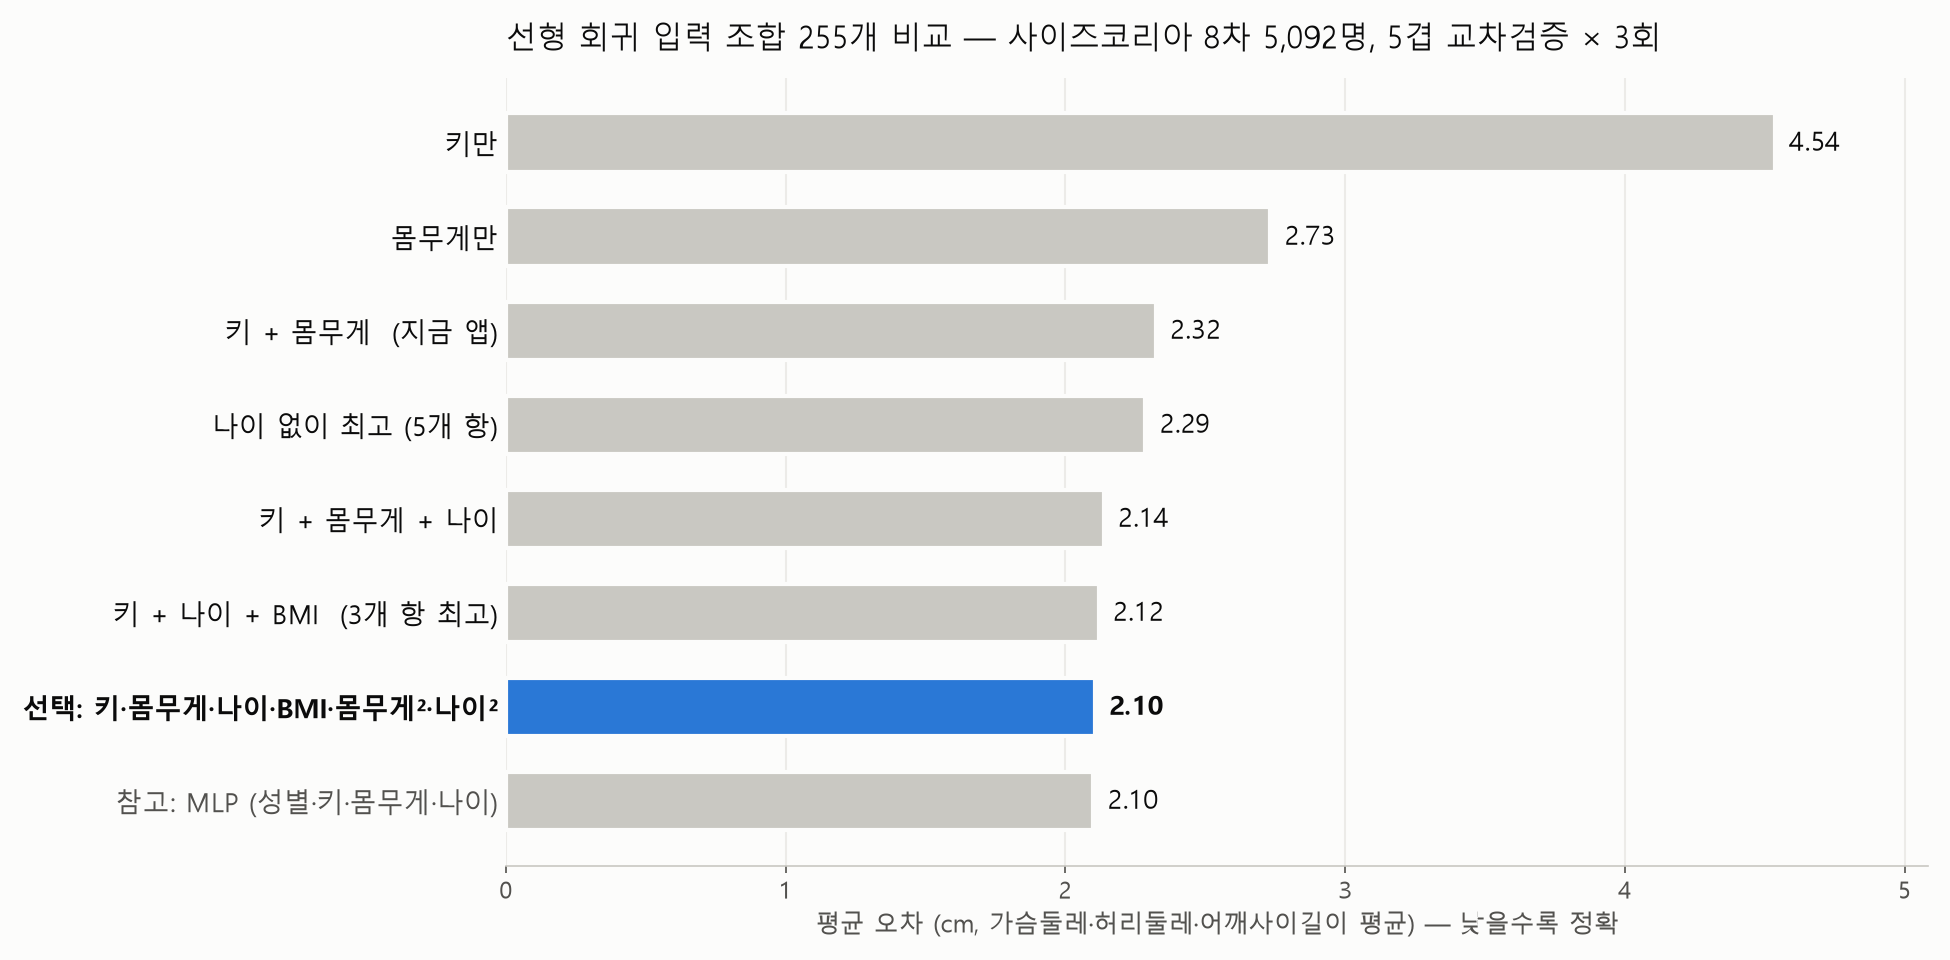 선형 회귀 입력 조합 255개 비교 — 사이즈코리아 8차 5,092명, 5겹 교차검증 × 3회
키만 4.54
몸무게만 2.73
키 + 몸무게 (지금 앱) 2.32
나이 없이 최고 (5개 항) 2.29
키 + 몸무게 + 나이 2.14
키 + 나이 + BMI (3개 항 최고) 2.12
선택: 키·몸무게·나이·BMI·몸무게²·나이² 2.10
참고: MLP (성별·키·몸무게·나이) 2.10
0 1 2 3 4 5
평균 오차 (cm, 가슴둘레·허리둘레·어깨사이길이 평균) — 낮을수록 정확